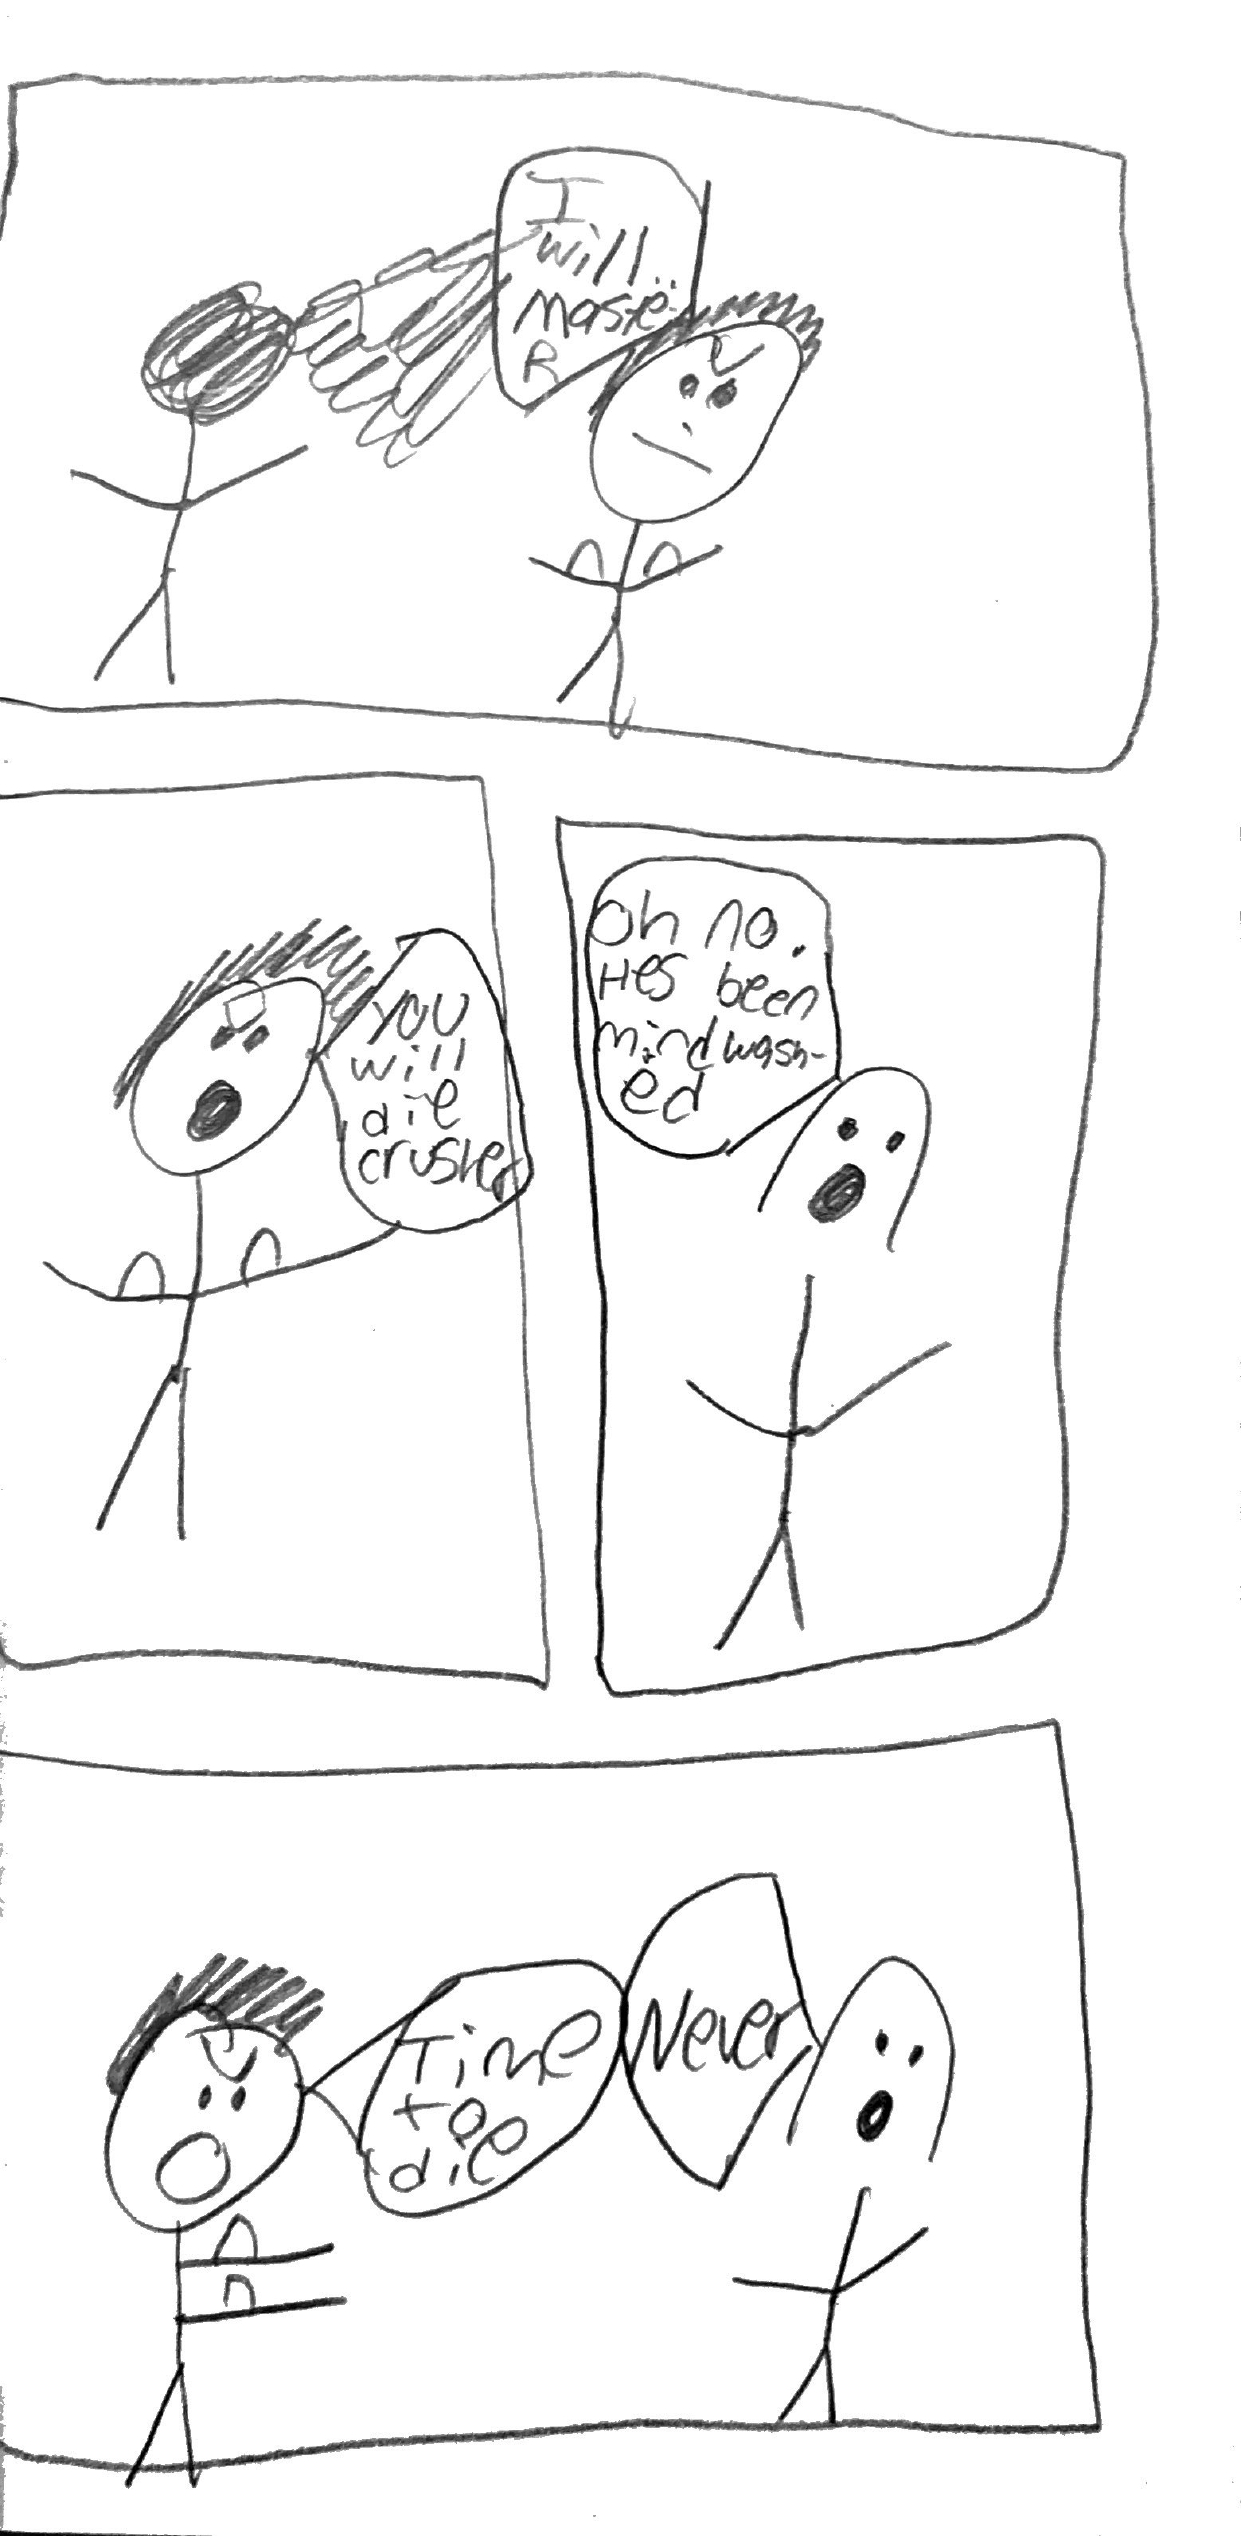 I
will
maste-
R
you
will
die
crusher
Oh no.
Hes been
mindwash-
ed
Time
to
die
Never